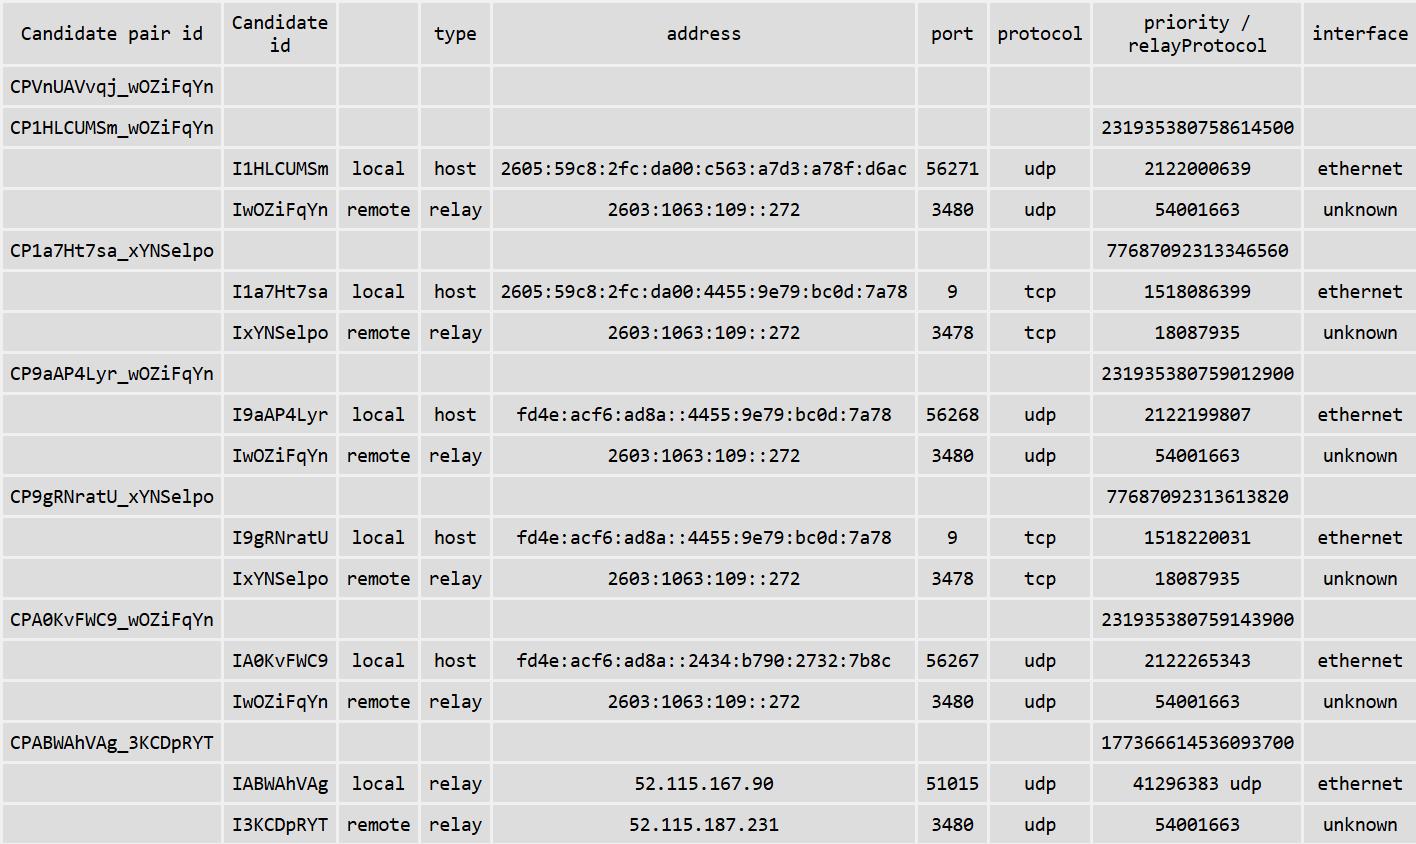 Candidate pair id Candidate id type address port protocol priority / relayProtocol interface
CPVnUAVvqj_wOZiFqYn
CP1HLCUMSm_wOZiFqYn 231935380758614500
I1HLCUMSm local host 2605:59c8:2fc:da00:c563:a7d3:a78f:d6ac 56271 udp 2122000639 ethernet
IwOZiFqYn remote relay 2603:1063:109::272 3480 udp 54001663 unknown
CP1a7Ht7sa_xYNSelpo 77687092313346560
I1a7Ht7sa local host 2605:59c8:2fc:da00:4455:9e79:bc0d:7a78 9 tcp 1518086399 ethernet
IxYNSelpo remote relay 2603:1063:109::272 3478 tcp 18087935 unknown
CP9aAP4Lyr_wOZiFqYn 231935380759012900
I9aAP4Lyr local host fd4e:acf6:ad8a::4455:9e79:bc0d:7a78 56268 udp 2122199807 ethernet
IwOZiFqYn remote relay 2603:1063:109::272 3480 udp 54001663 unknown
CP9gRNratU_xYNSelpo 77687092313613820
I9gRNratU local host fd4e:acf6:ad8a::4455:9e79:bc0d:7a78 9 tcp 1518220031 ethernet
IxYNSelpo remote relay 2603:1063:109::272 3478 tcp 18087935 unknown
CPA0KvFWC9_wOZiFqYn 231935380759143900
IA0KvFWC9 local host fd4e:acf6:ad8a::2434:b790:2732:7b8c 56267 udp 2122265343 ethernet
IwOZiFqYn remote relay 2603:1063:109::272 3480 udp 54001663 unknown
CPABWAhVAg_3KCDpRYT 177366614536093700
IABWAhVAg local relay 52.115.167.90 51015 udp 41296383 udp ethernet
I3KCDpRYT remote relay 52.115.187.231 3480 udp 54001663 unknown